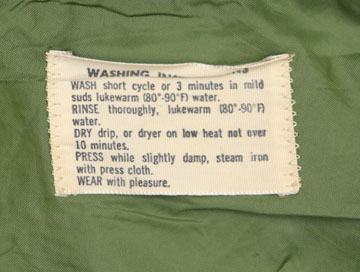 WASHING
WASH short cycle or 3 minutes in mild
suds lukewarm (80°-90°F) water.
RINSE thoroughly, lukewarm (80°-90°F)
water.
DRY drip, or dryer on low heat not over
10 minutes.
PRESS while slightly damp, steam iron
with press cloth.
WEAR with pleasure.